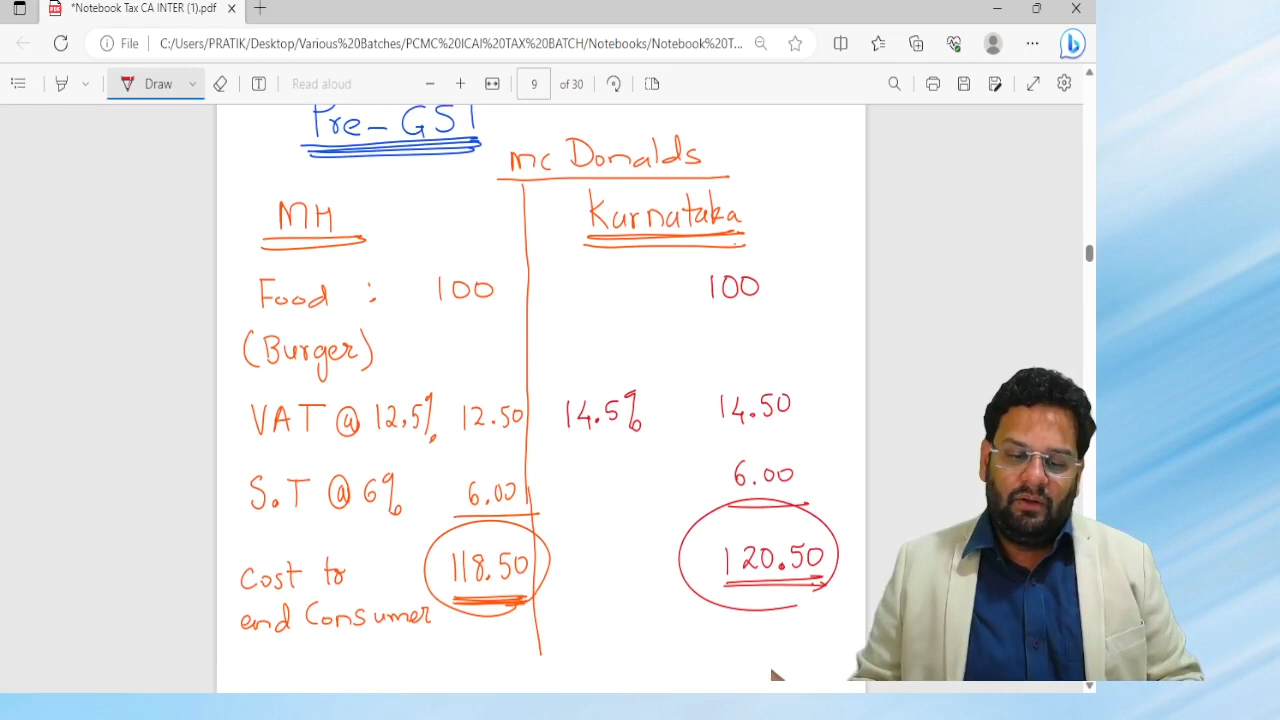 *Notebook Tax CA INTER (1).pdf
File C:/Users/PRATIK/Desktop/Various%20Batches/PCMC%20ICAI%20TAX%20BATCH/Notebooks/Notebook%20T...
Draw Read aloud 9 of 30
Pre-GST
Mc Donalds
MH Karnataka
Food : 100 100
(Burger)
VAT @ 12.5% 12.50 14.5% 14.50
S.T @ 6% 6.00 6.00
118.50 120.50
Cost to
end Consumer